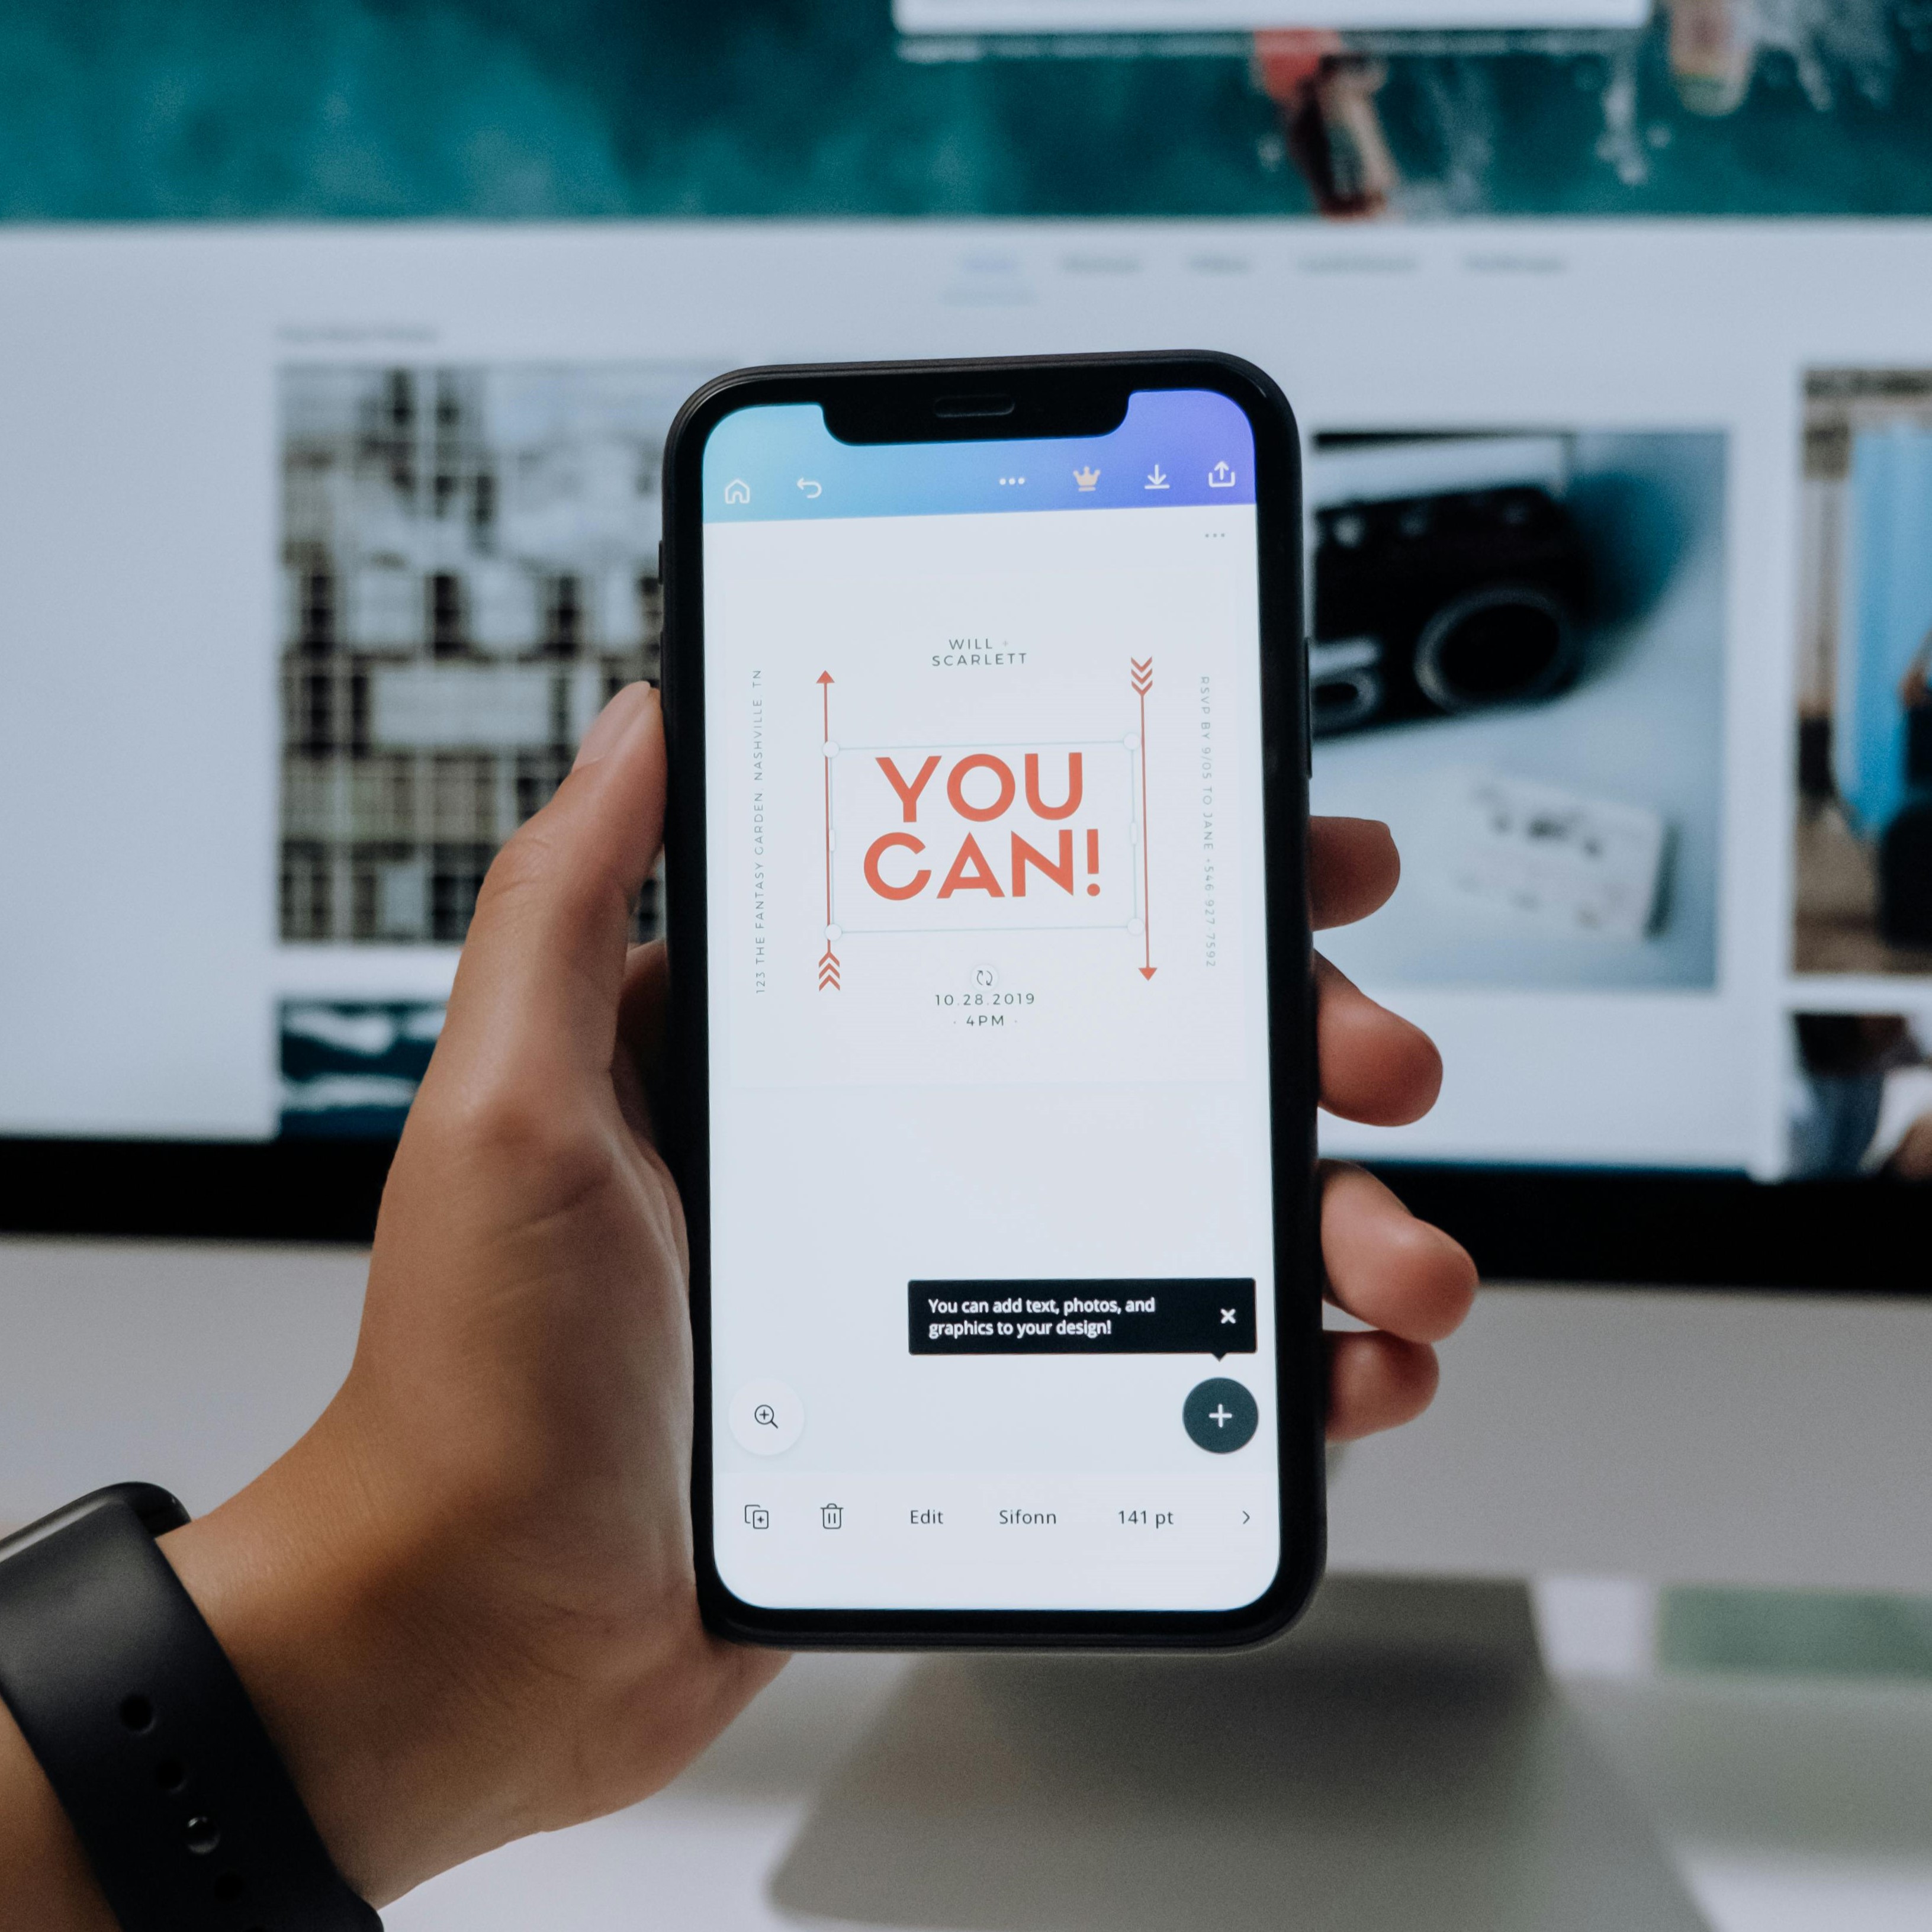 WILL +
SCARLETT
123 THE FANTASY GARDEN NASHVILLE TN
YOU
CAN!
RSVP BY 9/05 TO JANE +546-927-7592
10.28.2019
· 4PM ·
You can add text, photos, and
graphics to your design!
Edit Sifonn 141 pt